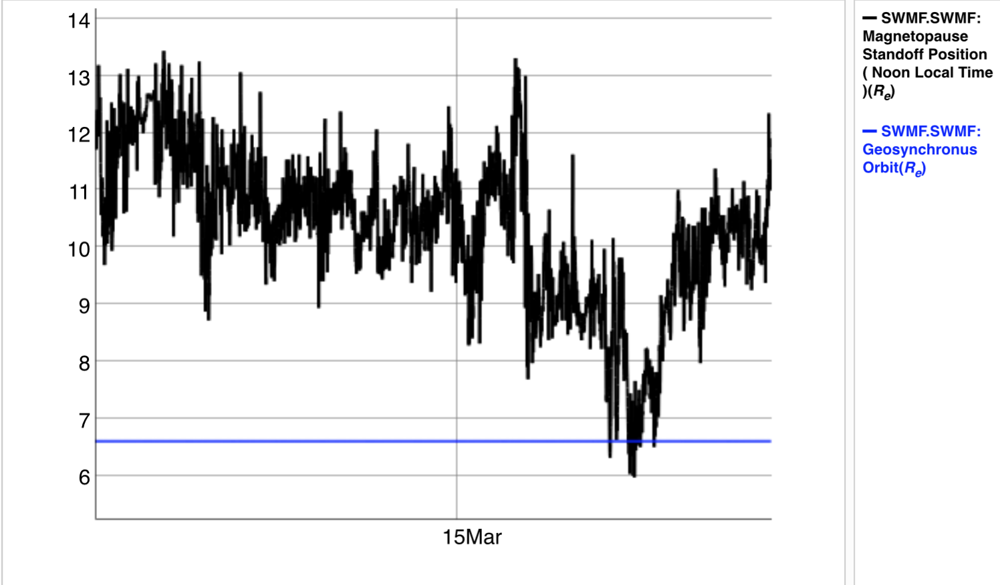 14
13
12
11
10
9
8
7
6
15Mar
SWMF.SWMF:
Magnetopause
Standoff Position
( Noon Local Time
)(Re)
SWMF.SWMF:
Geosynchronus
Orbit(Re)